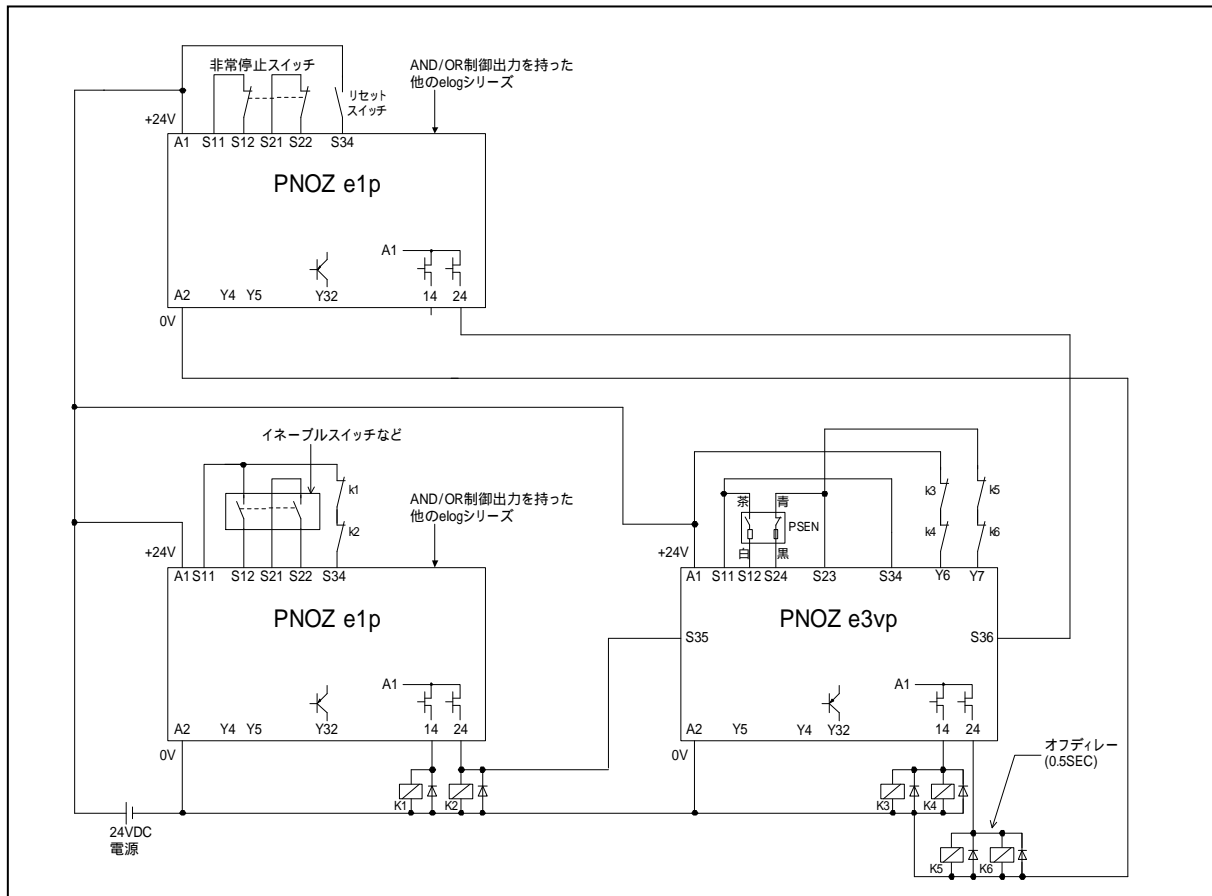 非常停止スイッチ
リセット
スイッチ
AND/OR制御出力を持った
他のelogシリーズ
+24V
A1 S11 S12 S21 S22 S34
PNOZ e1p
A1
A2 Y4 Y5 Y32 14 24
0V
イネーブルスイッチなど
k1
k2
AND/OR制御出力を持った
他のelogシリーズ
+24V
A1 S11 S12 S21 S22 S34
PNOZ e1p
A1
A2 Y4 Y5 Y32 14 24
0V
K1 K2
24VDC
電源
茶 青
PSEN
白 黒
k3 k5
k4 k6
+24V
A1 S11 S12 S24 S23 S34 Y6 Y7
PNOZ e3vp
S35 S36
A1
A2 Y5 Y4 Y32 14 24
0V
K3 K4
オフディレー
(0.5SEC)
K5 K6